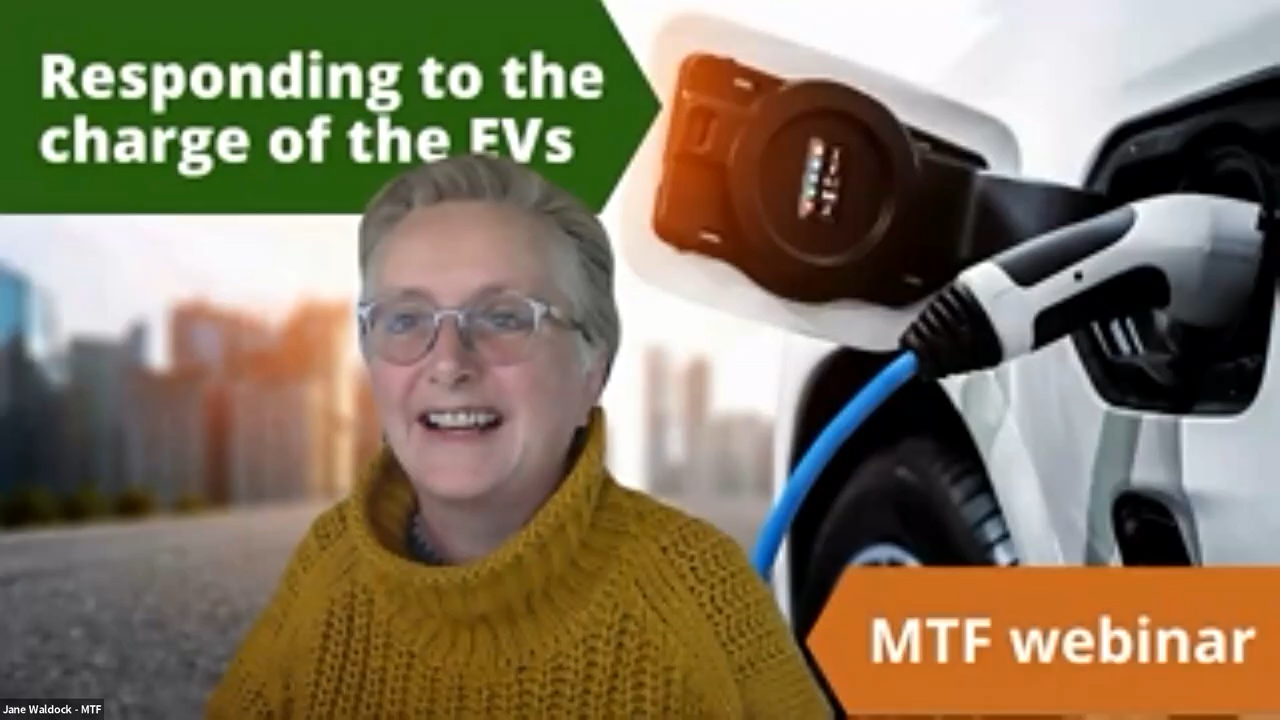 Responding to the
charge of the EVs
MTF webinar
Jane Waldock - MTF